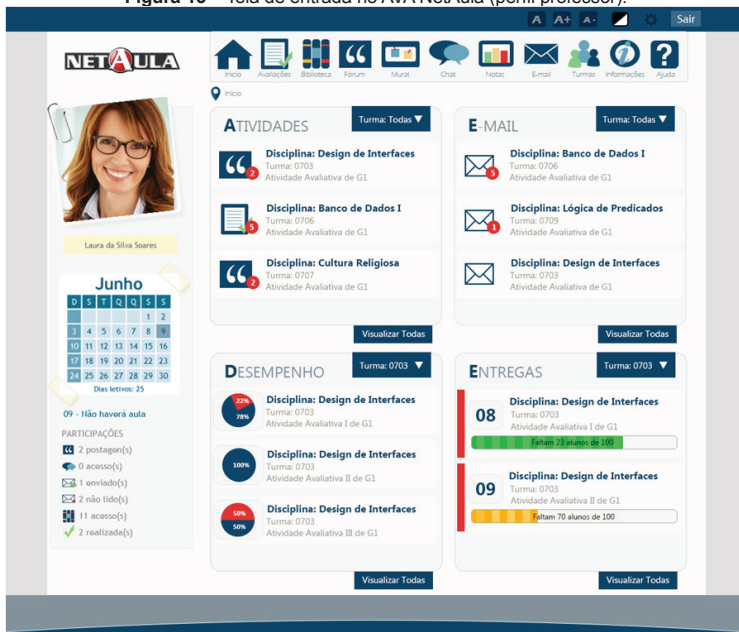 Figura 10 – Tela de entrada no AVA NetAula (perfil professor).
A A+ A- Sair
NETAULA
Início Avaliações Biblioteca Fórum Mural Chat Notas E-mail Turmas Informações Ajuda
Início
Laura da Silva Soares
Junho
D S T Q Q S S
1 2
3 4 5 6 7 8 9
10 11 12 13 14 15 16
17 18 19 20 21 22 23
24 25 26 27 28 29 30
Dias letivos: 25
09 - Não haverá aula
PARTICIPAÇÕES
2 postagen(s)
0 acesso(s)
1 enviado(s)
2 não lido(s)
11 acesso(s)
2 realizada(s)
ATIVIDADES
Turma: Todas ▼
Disciplina: Design de Interfaces
Turma: 0703
Atividade Avaliativa de G1
2
Disciplina: Banco de Dados I
Turma: 0706
Atividade Avaliativa de G1
5
Disciplina: Cultura Religiosa
Turma: 0707
Atividade Avaliativa de G1
2
Visualizar Todas
E-MAIL
Turma: Todas ▼
Disciplina: Banco de Dados I
Turma: 0706
Atividade Avaliativa de G1
5
Disciplina: Lógica de Predicados
Turma: 0709
Atividade Avaliativa de G1
1
Disciplina: Design de Interfaces
Turma: 0703
Atividade Avaliativa de G1
Visualizar Todas
DESEMPENHO
Turma: 0703 ▼
22%
78%
Disciplina: Design de Interfaces
Turma: 0703
Atividade Avaliativa I de G1
100%
Disciplina: Design de Interfaces
Turma: 0703
Atividade Avaliativa II de G1
50%
50%
Disciplina: Design de Interfaces
Turma: 0703
Atividade Avaliativa III de G1
Visualizar Todas
ENTREGAS
Turma: 0703 ▼
08
Disciplina: Design de Interfaces
Turma: 0703
Atividade Avaliativa I de G1
Faltam 23 alunos de 100
09
Disciplina: Design de Interfaces
Turma: 0703
Atividade Avaliativa II de G1
Faltam 70 alunos de 100
Visualizar Todas